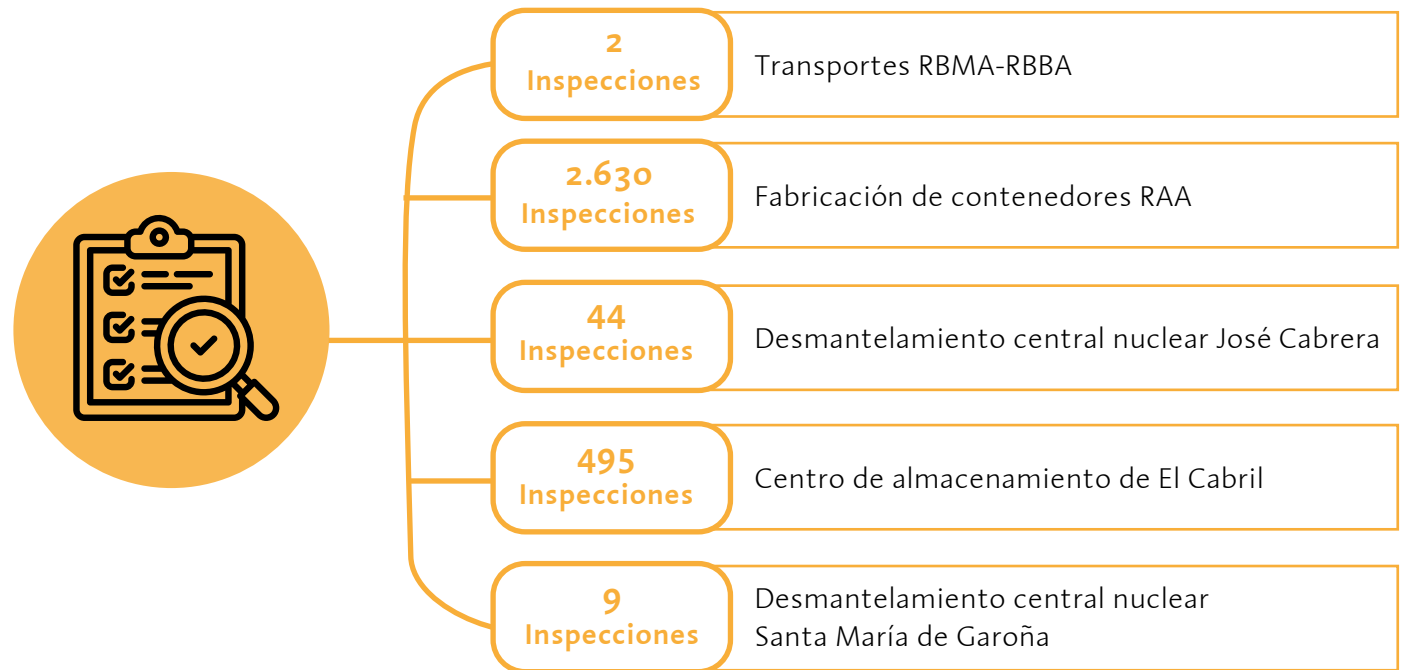 2
Inspecciones
Transportes RBMA-RBBA
2.630
Inspecciones
Fabricación de contenedores RAA
44
Inspecciones
Desmantelamiento central nuclear José Cabrera
495
Inspecciones
Centro de almacenamiento de El Cabril
9
Inspecciones
Desmantelamiento central nuclear
Santa María de Garoña